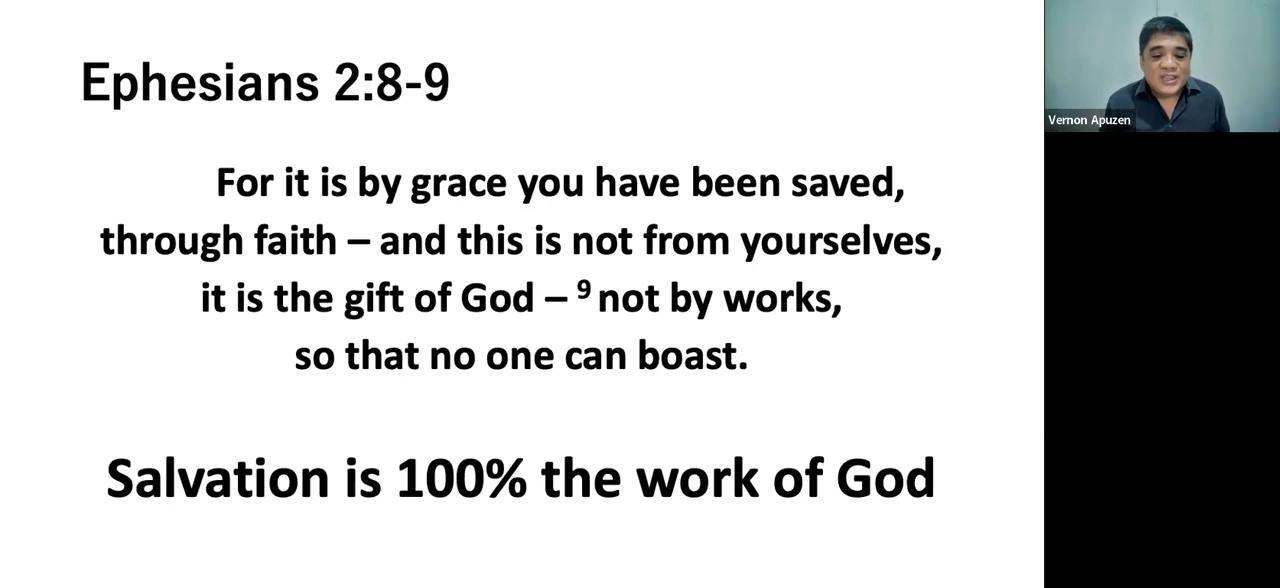 Ephesians 2:8-9
For it is by grace you have been saved,
through faith – and this is not from yourselves,
it is the gift of God – ⁹ not by works,
so that no one can boast.
Salvation is 100% the work of God
Vernon Apuzen